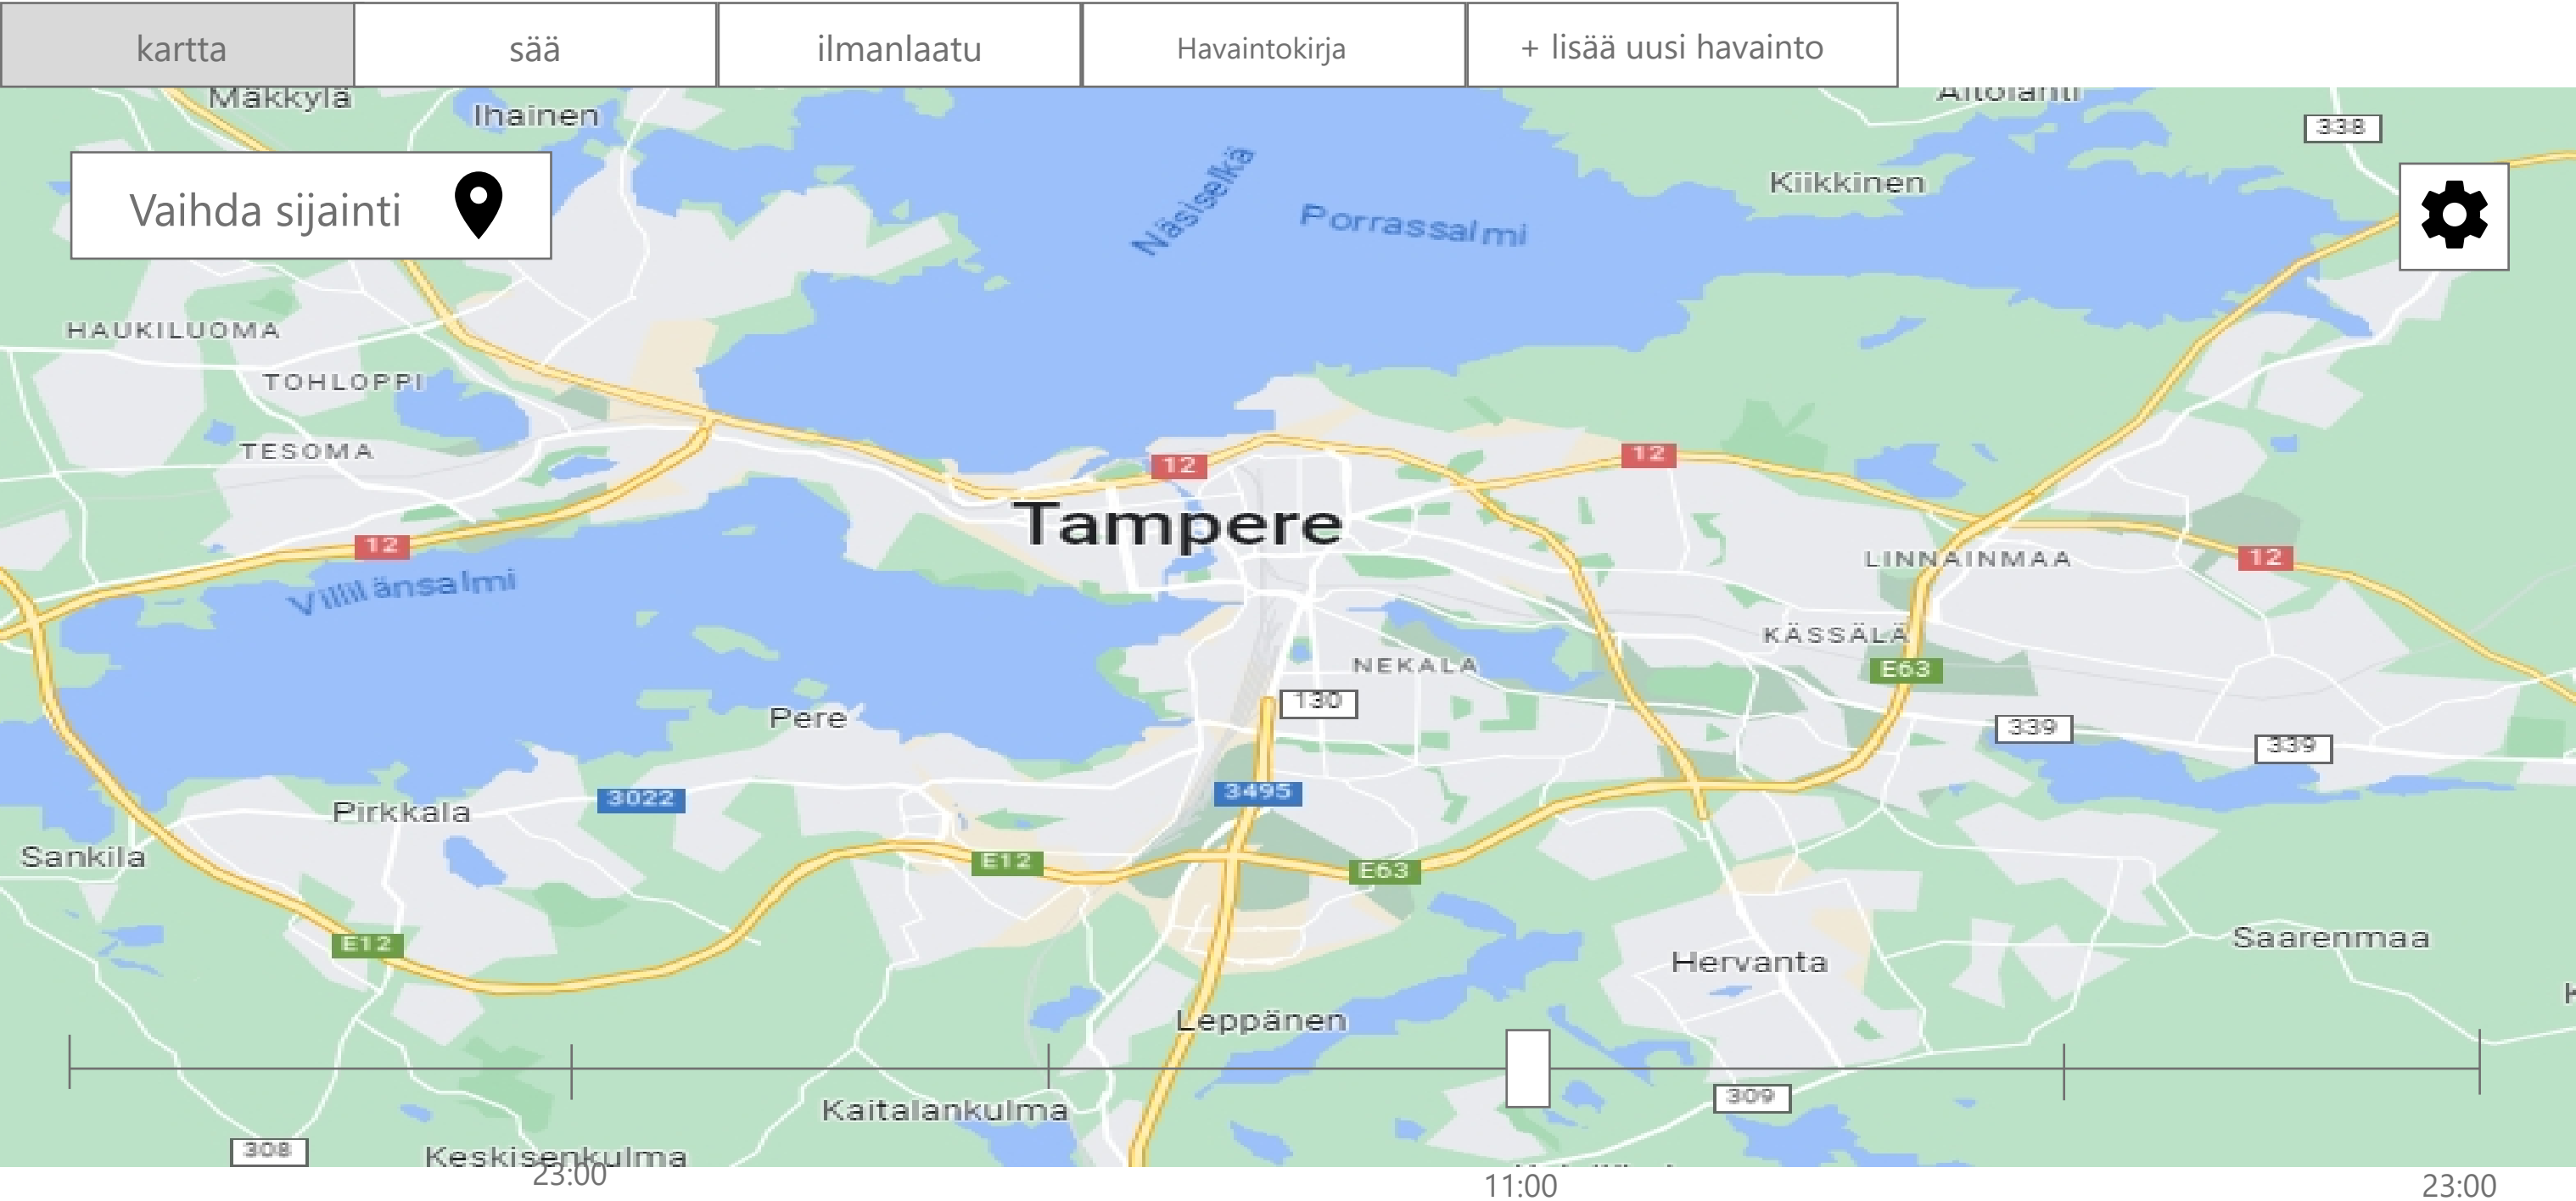 kartta
sää
ilmanlaatu
Havaintokirja
+ lisää uusi havainto
Mäkkylä
Ihainen
Aitolahti
338
Vaihda sijainti
Näsiselkä
Porrassalmi
Kiikkinen
HAUKILUOMA
TOHLOPPI
TESOMA
12
12
Tampere
12
LINNAINMAA
12
Villilänsalmi
KÄSSÄLÄ
NEKALA
E63
130
Pere
339
339
3022
3495
Pirkkala
Sankila
E12
E63
E12
Hervanta
Saarenmaa
K
Leppänen
309
Kaitalankulma
308
Keskisenkulma
23:00
11:00
23:00